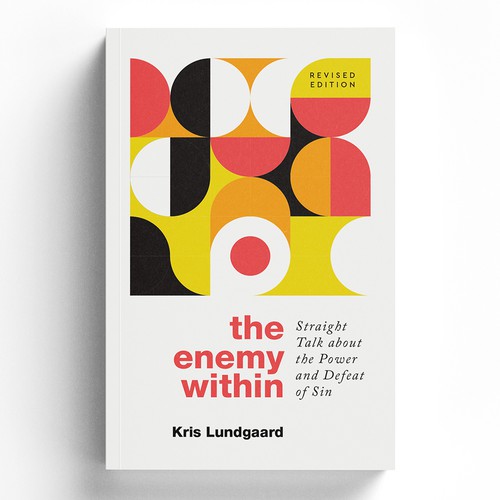 REVISED
EDITION
the
enemy
within
Straight
Talk about
the Power
and Defeat
of Sin
Kris Lundgaard